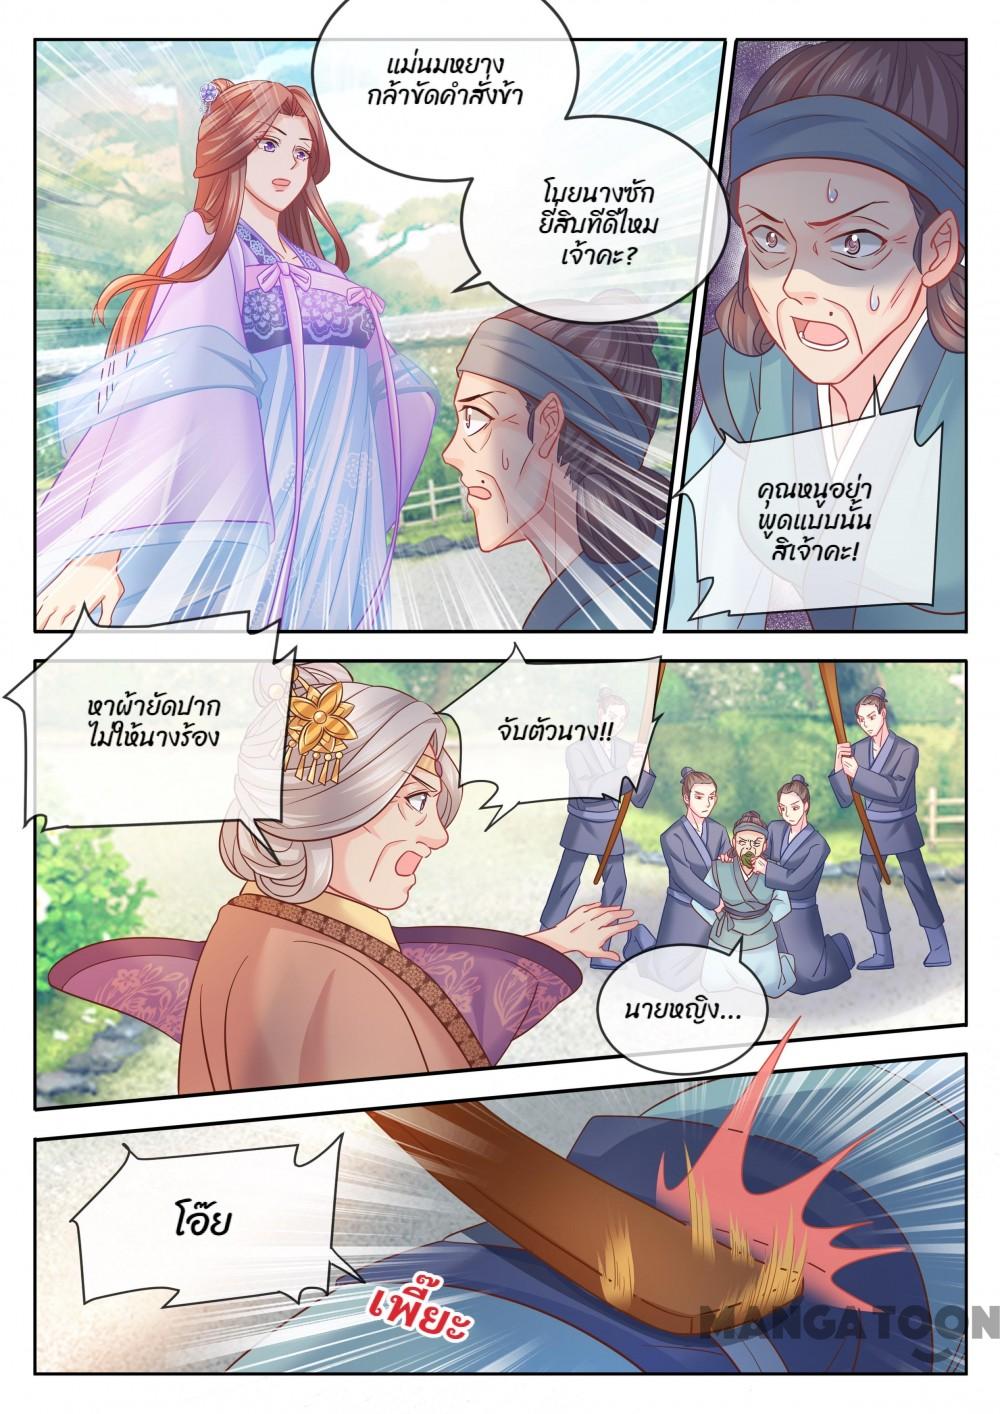 แม่นมหยาง
กล้าขัดคำสั่งข้า
โบยนางซัก
ยี่สิบทีดีไหม
เจ้าคะ?
คุณหนูอย่า
พูดแบบนั้น
สิเจ้าคะ!
หาผ้ายัดปาก
ไม่ให้นางร้อง
จับตัวนาง!!
นายหญิง...
โอ๊ย
เพี๊ยะ
MANGATOON